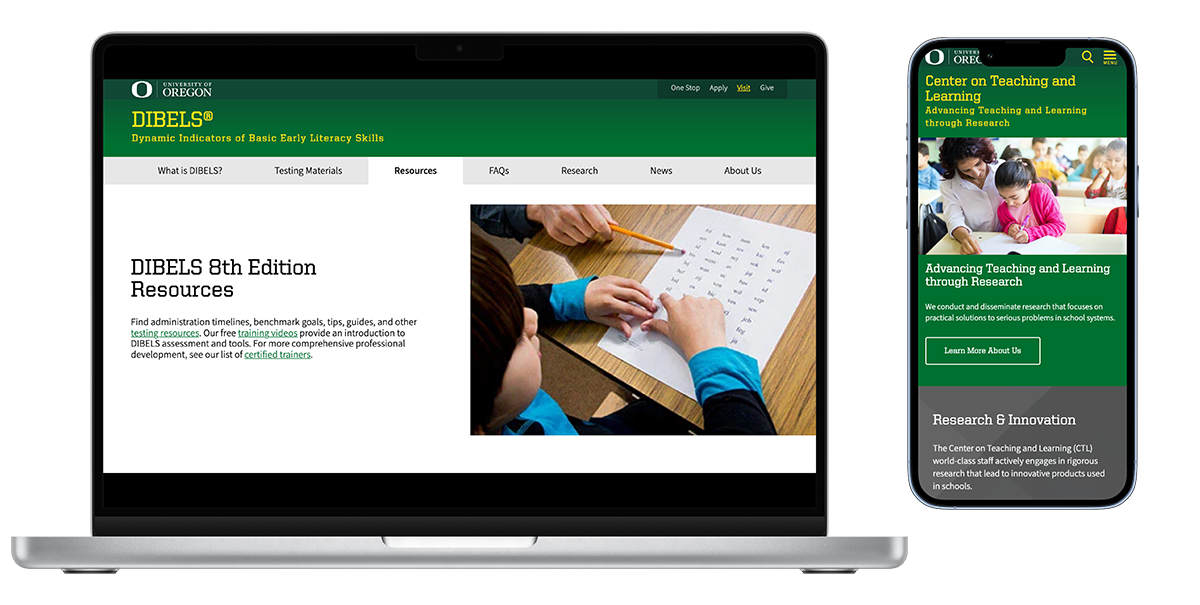 UNIVERSITY OF
OREGON
One Stop Apply Visit Give
DIBELS®
Dynamic Indicators of Basic Early Literacy Skills
What is DIBELS? Testing Materials Resources FAQs Research News About Us
DIBELS 8th Edition
Resources
Find administration timelines, benchmark goals, tips, guides, and other
testing resources. Our free training videos provide an introduction to
DIBELS assessment and tools. For more comprehensive professional
development, see our list of certified trainers.
MENU
Center on Teaching and
Learning
Advancing Teaching and Learning
through Research
Advancing Teaching and Learning
through Research
We conduct and disseminate research that focuses on
practical solutions to serious problems in school systems.
Learn More About Us
Research & Innovation
The Center on Teaching and Learning (CTL)
world-class staff actively engages in rigorous
research that lead to innovative products used
in schools.